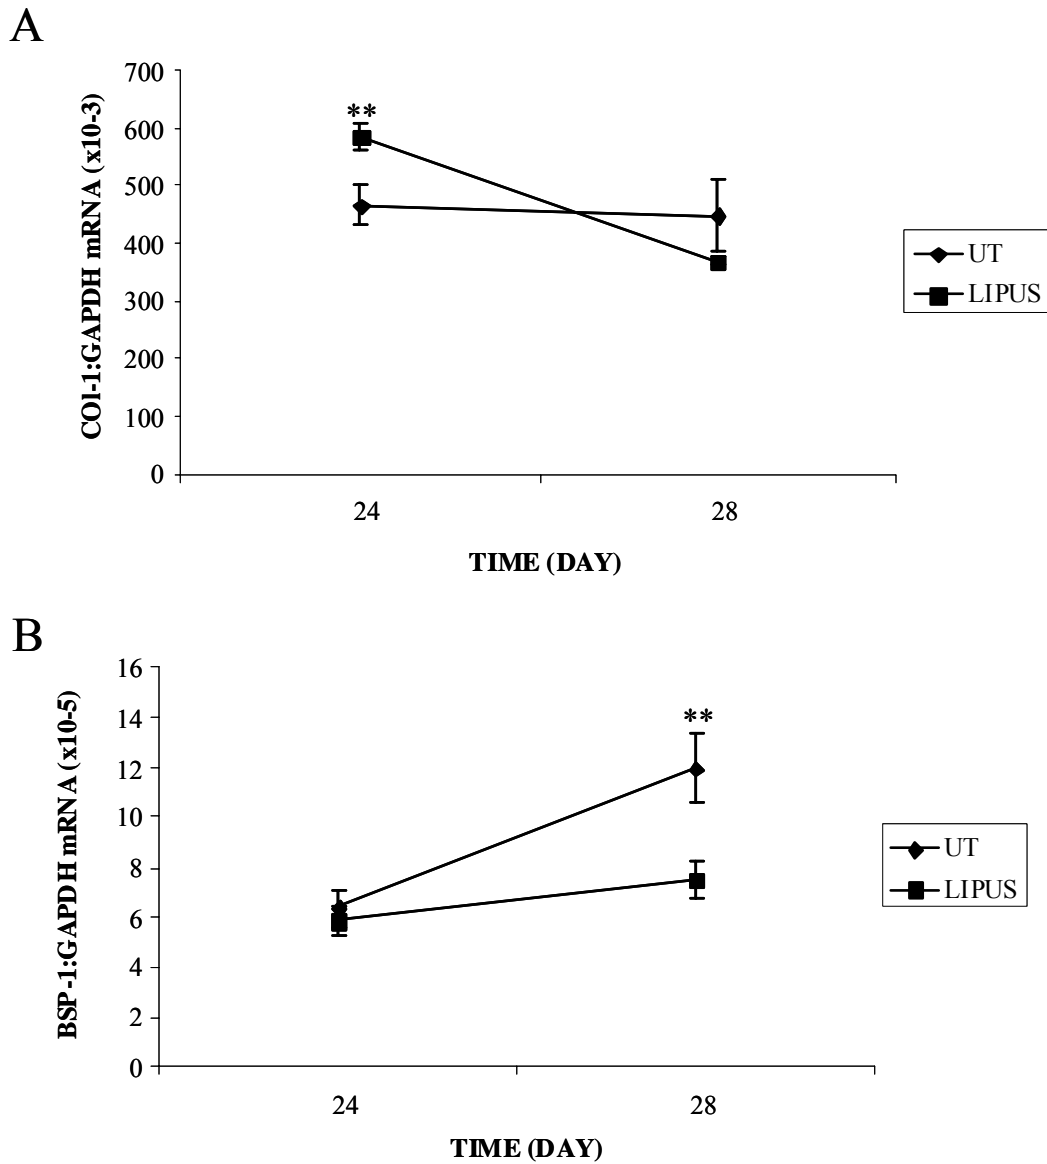 A
COl-1:GAPDH mRNA (x10-3)
700
600
500
400
300
200
100
0
**
24
28
TIME (DAY)
UT
LIPUS
B
BSP-1:GAPDH mRNA (x10-5)
16
14
12
10
8
6
4
2
0
**
24
28
TIME (DAY)
UT
LIPUS